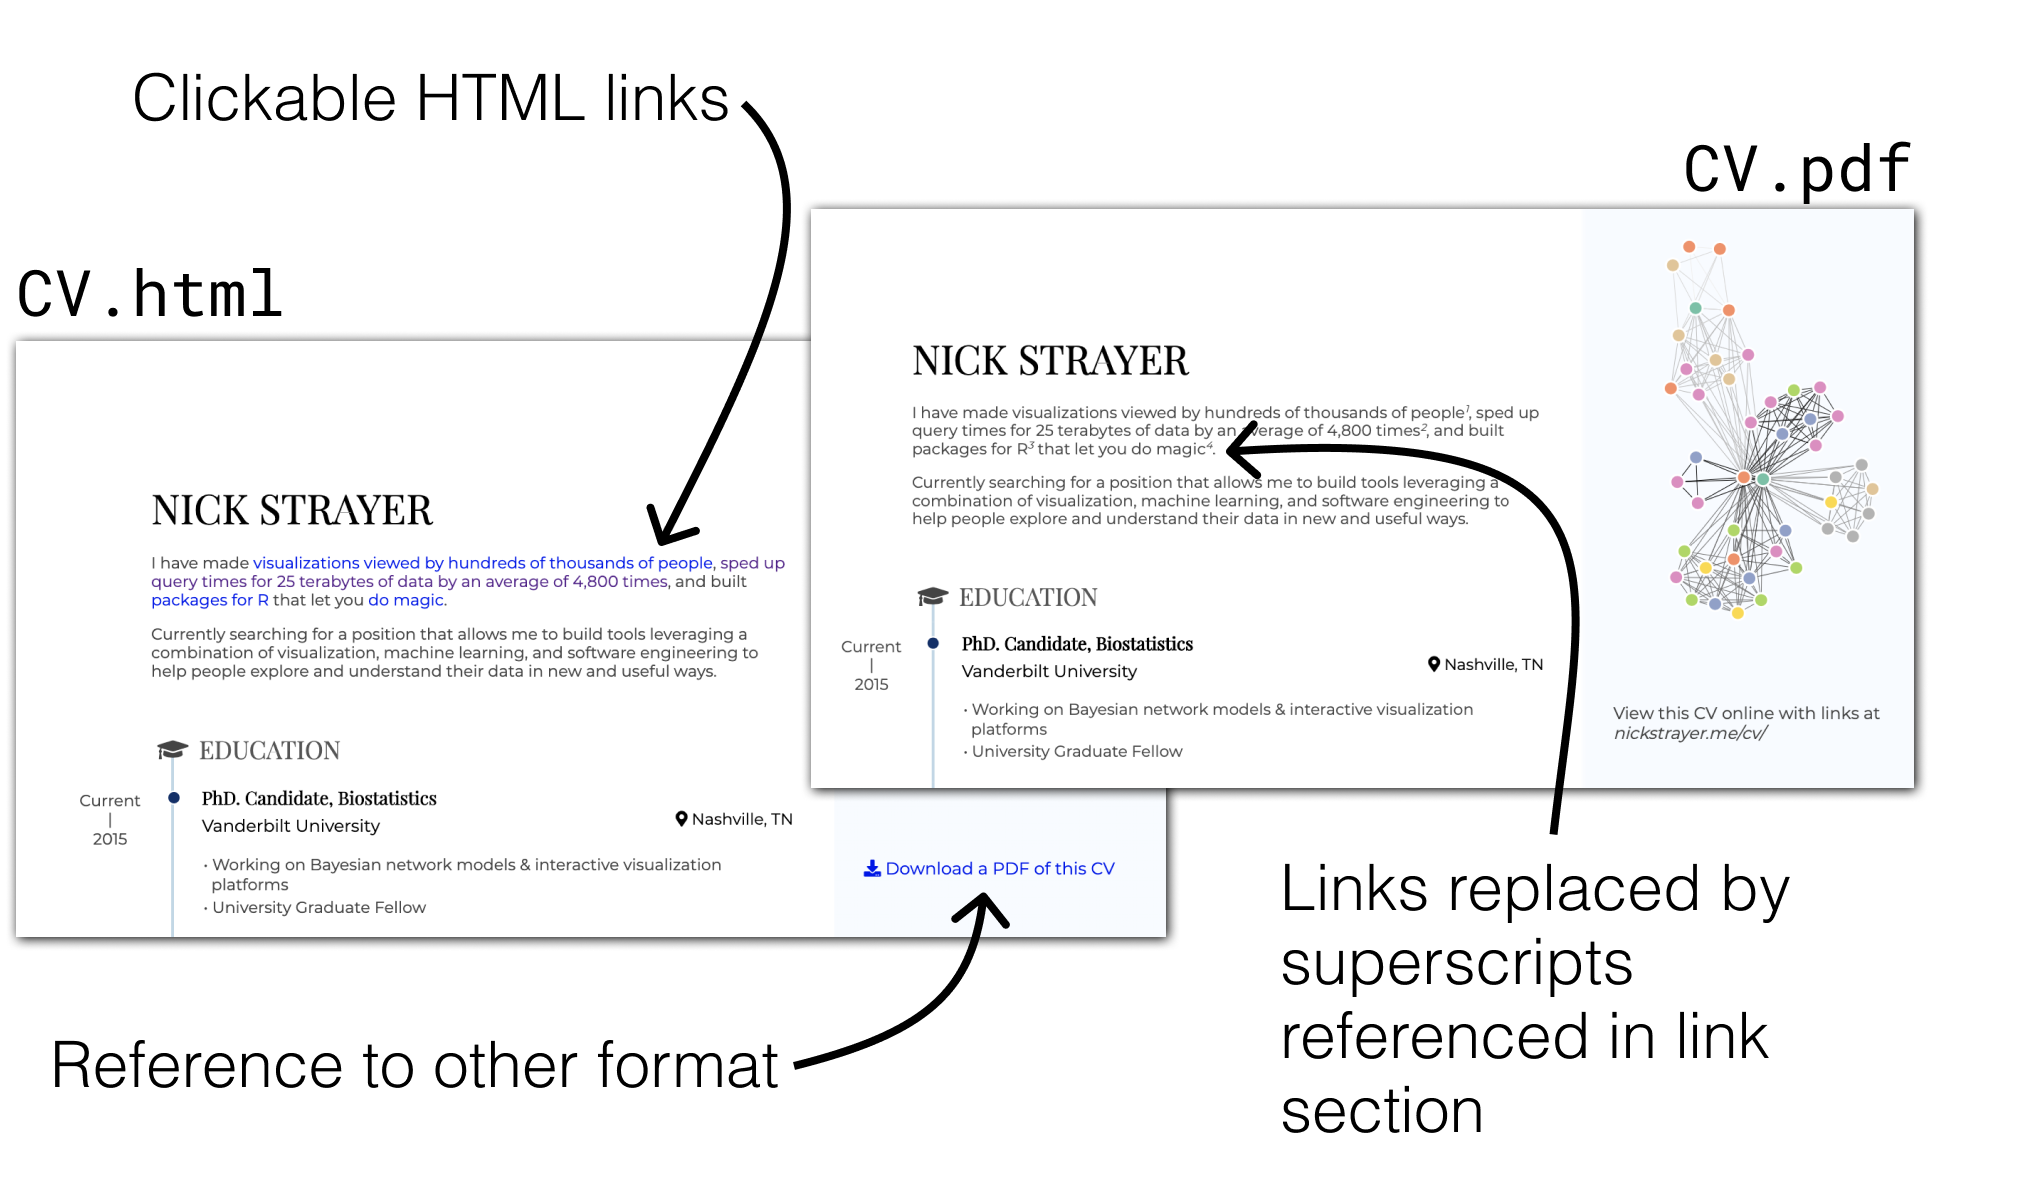 Clickable HTML links
CV.pdf
CV.html
NICK STRAYER
I have made visualizations viewed by hundreds of thousands of people, sped up
query times for 25 terabytes of data by an average of 4,800 times, and built
packages for R that let you do magic.
Currently searching for a position that allows me to build tools leveraging a
combination of visualization, machine learning, and software engineering to
help people explore and understand their data in new and useful ways.
EDUCATION
Current
|
2015
PhD. Candidate, Biostatistics
Vanderbilt University
Nashville, TN
• Working on Bayesian network models & interactive visualization
platforms
• University Graduate Fellow
Download a PDF of this CV
NICK STRAYER
I have made visualizations viewed by hundreds of thousands of people¹, sped up
query times for 25 terabytes of data by an average of 4,800 times², and built
packages for R³ that let you do magic⁴.
Currently searching for a position that allows me to build tools leveraging a
combination of visualization, machine learning, and software engineering to
help people explore and understand their data in new and useful ways.
EDUCATION
Current
|
2015
PhD. Candidate, Biostatistics
Vanderbilt University
Nashville, TN
• Working on Bayesian network models & interactive visualization
platforms
• University Graduate Fellow
View this CV online with links at
nickstrayer.me/cv/
Reference to other format
Links replaced by
superscripts
referenced in link
section